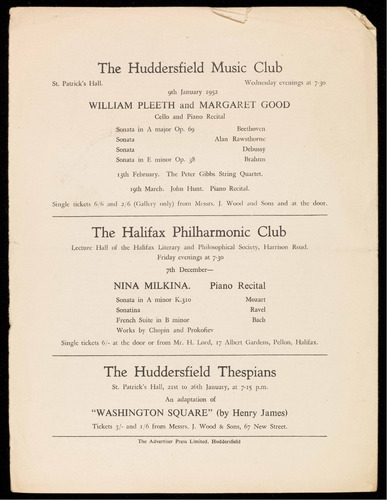 The Huddersfield Music Club
St. Patrick's Hall. Wednesday evenings at 7-30
9th January 1952
WILLIAM PLEETH and MARGARET GOOD
Cello and Piano Recital
Sonata in A major Op. 69 Beethoven
Sonata Alan Rawsthorne
Sonata Debussy
Sonata in E minor Op. 38 Brahms
13th February. The Peter Gibbs String Quartet.
19th March. John Hunt. Piano Recital.
Single tickets 6/6 and 2/6 (Gallery only) from Messrs. J. Wood and Sons and at the door.
The Halifax Philharmonic Club
Lecture Hall of the Halifax Literary and Philosophical Society, Harrison Road.
Friday evenings at 7-30
7th December—
NINA MILKINA. Piano Recital
Sonata in A minor K.310 Mozart
Sonatina Ravel
French Suite in B minor Bach
Works by Chopin and Prokofiev
Single tickets 6/- at the door or from Mr. H. Lord, 17 Albert Gardens, Pellon, Halifax.
The Huddersfield Thespians
St. Patrick's Hall, 21st to 26th January, at 7-15 p.m.
An adaptation of
"WASHINGTON SQUARE" (by Henry James)
Tickets 3/- and 1/6 from Messrs. J. Wood & Sons, 67 New Street.
The Advertiser Press Limited, Huddersfield